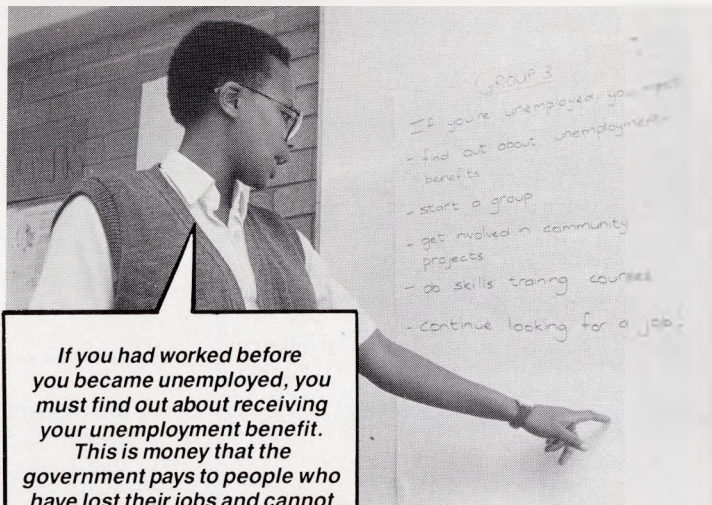 GROUP 3
If you're unemployed, you must
- find out about unemployment
benefits
- start a group
- get nvolved n community
projects
- do skills training courses
- continue looking for a job!
If you had worked before
you became unemployed, you
must find out about receiving
your unemployment benefit.
This is money that the
government pays to people who
have lost their jobs and cannot